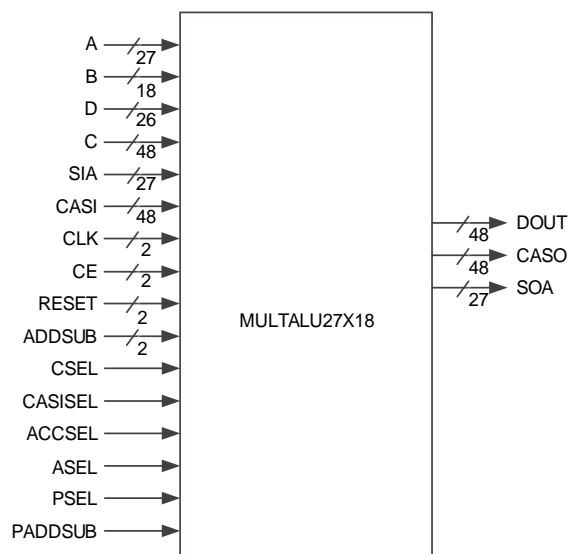 A
27
B
18
D
26
C
48
SIA
27
CASI
48
CLK
2
CE
2
RESET
2
ADDSUB
2
CSEL
CASISEL
ACCSEL
ASEL
PSEL
PADDSUB
MULTALU27X18
DOUT
48
CASO
48
SOA
27